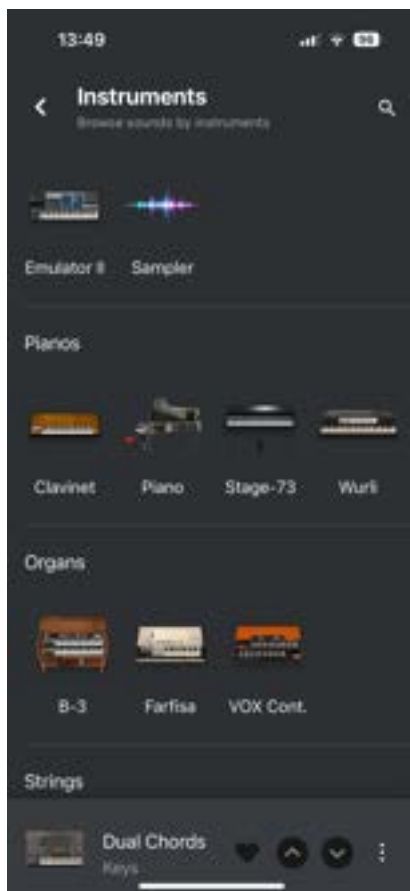 13:49
98
Instruments
Browse sounds by instruments
Emulator II Sampler
Pianos
Clavinet Piano Stage-73 Wurli
Organs
B-3 Farfisa VOX Cont.
Strings
Dual Chords
Keys